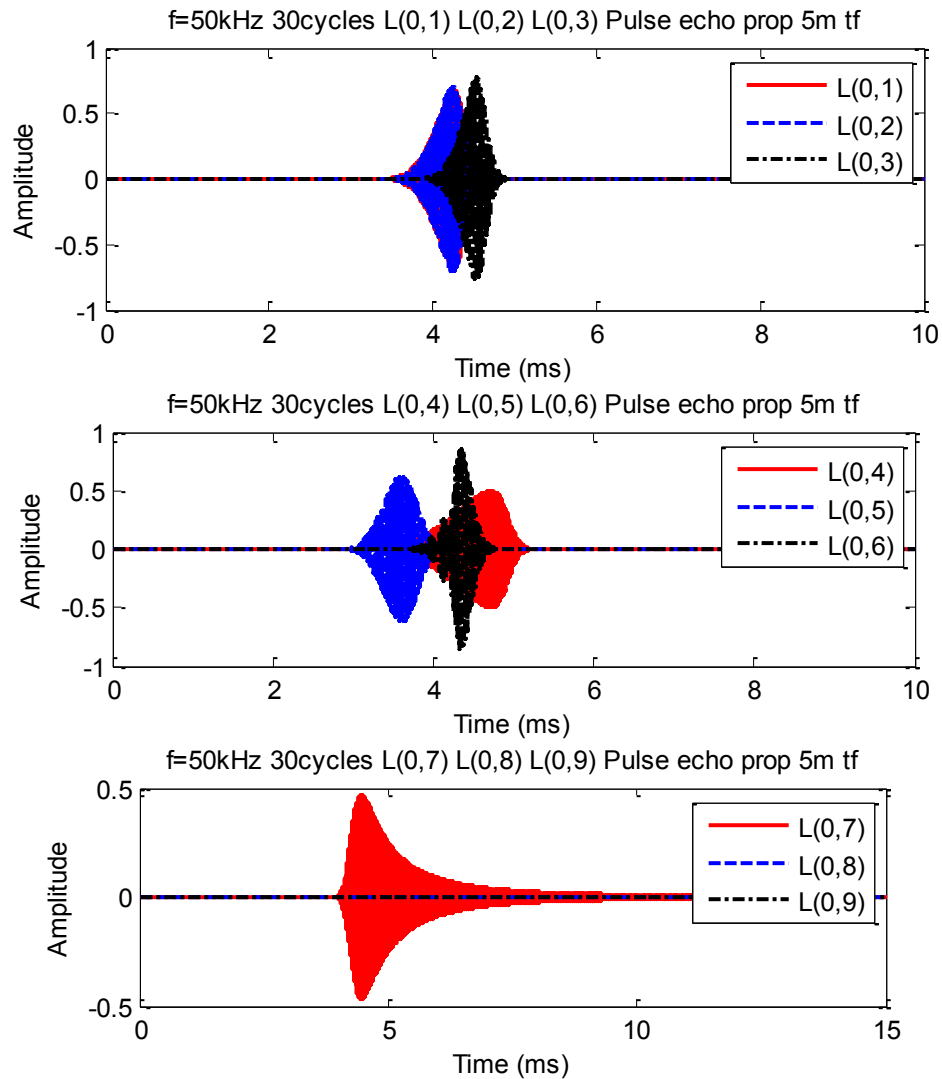 f=50kHz 30cycles L(0,1) L(0,2) L(0,3) Pulse echo prop 5m tf
1
0.5
0
-0.5
-1
Amplitude
L(0,1)
L(0,2)
L(0,3)
0 2 4 6 8 10
Time (ms)
f=50kHz 30cycles L(0,4) L(0,5) L(0,6) Pulse echo prop 5m tf
1
0.5
0
-0.5
-1
Amplitude
L(0,4)
L(0,5)
L(0,6)
0 2 4 6 8 10
Time (ms)
f=50kHz 30cycles L(0,7) L(0,8) L(0,9) Pulse echo prop 5m tf
0.5
0
-0.5
Amplitude
L(0,7)
L(0,8)
L(0,9)
0 5 10 15
Time (ms)